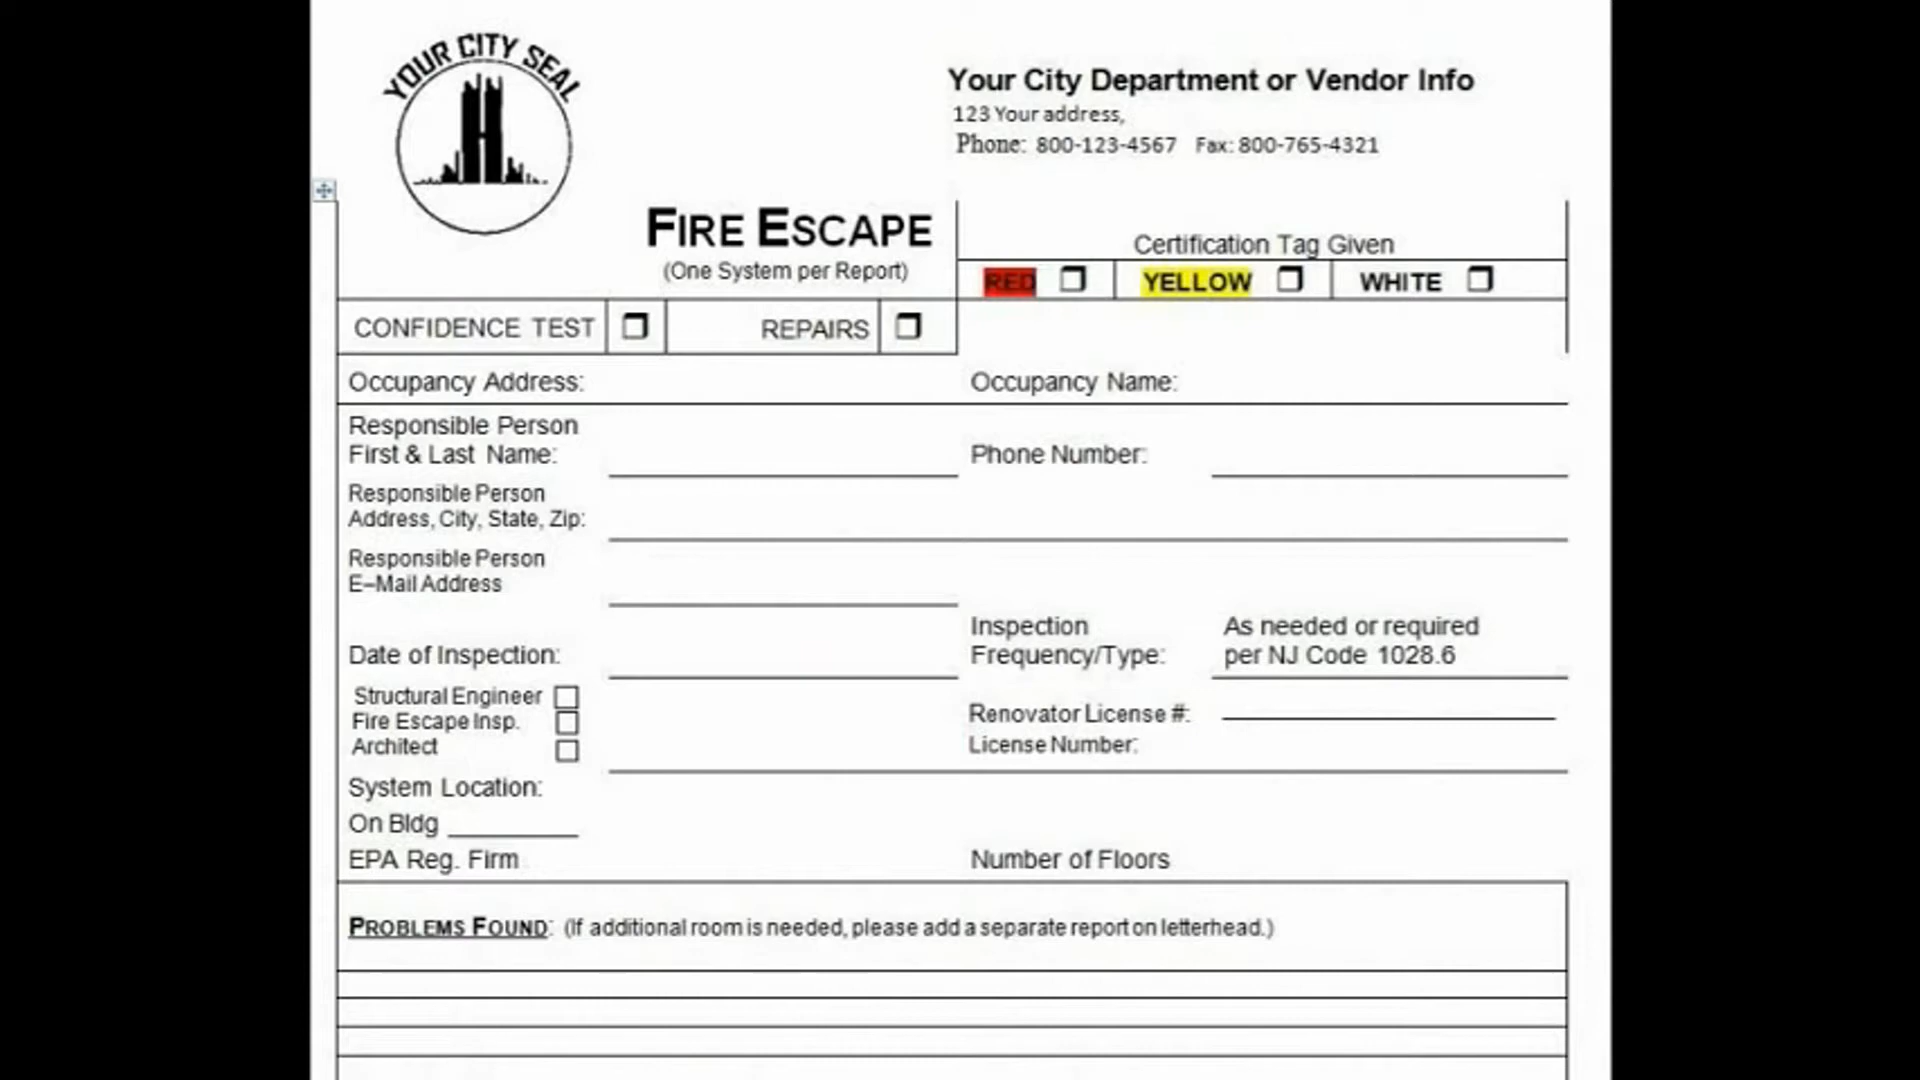 YOUR CITY SEAL
Your City Department or Vendor Info
123 Your address,
Phone: 800-123-4567 Fax: 800-765-4321
FIRE ESCAPE
(One System per Report)
Certification Tag Given
RED YELLOW WHITE
CONFIDENCE TEST REPAIRS
Occupancy Address: Occupancy Name:
Responsible Person
First & Last Name: Phone Number:
Responsible Person
Address, City, State, Zip:
Responsible Person
E–Mail Address
Inspection As needed or required
Date of Inspection: Frequency/Type: per NJ Code 1028.6
Structural Engineer
Fire Escape Insp. Renovator License #:
Architect License Number:
System Location:
On Bldg
EPA Reg. Firm Number of Floors
PROBLEMS FOUND: (If additional room is needed, please add a separate report on letterhead.)